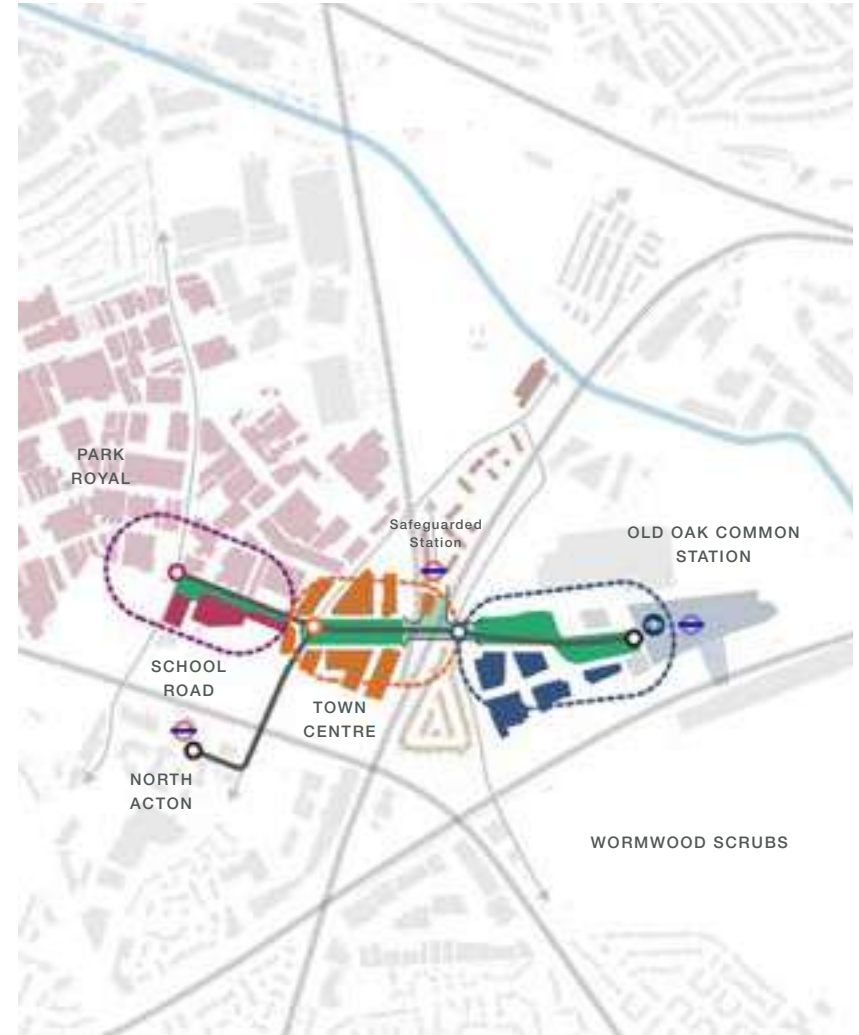 PARK
ROYAL
Safeguarded
Station
OLD OAK COMMON
STATION
SCHOOL
ROAD
TOWN
CENTRE
NORTH
ACTON
WORMWOOD SCRUBS